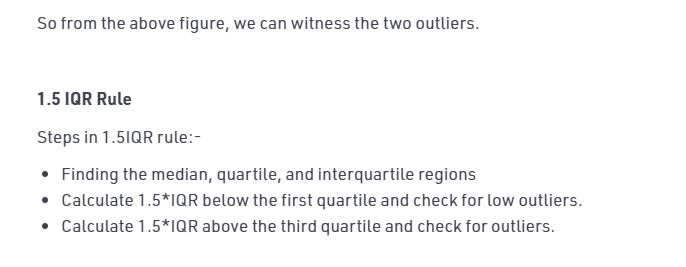 So from the above figure, we can witness the two outliers.
1.5 IQR Rule
Steps in 1.5IQR rule:-
• Finding the median, quartile, and interquartile regions
• Calculate 1.5*IQR below the first quartile and check for low outliers.
• Calculate 1.5*IQR above the third quartile and check for outliers.